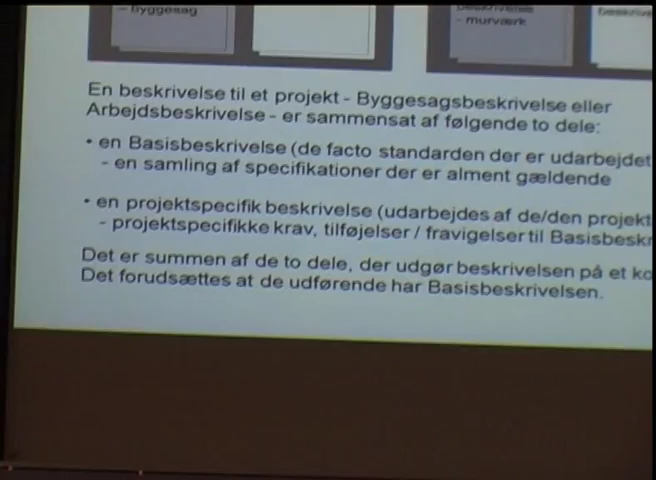 - Byggesag
beskrivelse
- murværk
En beskrivelse til et projekt - Byggesagsbeskrivelse eller
Arbejdsbeskrivelse - er sammensat af følgende to dele:
• en Basisbeskrivelse (de facto standarden der er udarbejdet
- en samling af specifikationer der er alment gældende
• en projektspecifik beskrivelse (udarbejdes af de/den projekt
- projektspecifikke krav, tilføjelser / fravigelser til Basisbeskr
Det er summen af de to dele, der udgør beskrivelsen på et ko
Det forudsættes at de udførende har Basisbeskrivelsen.